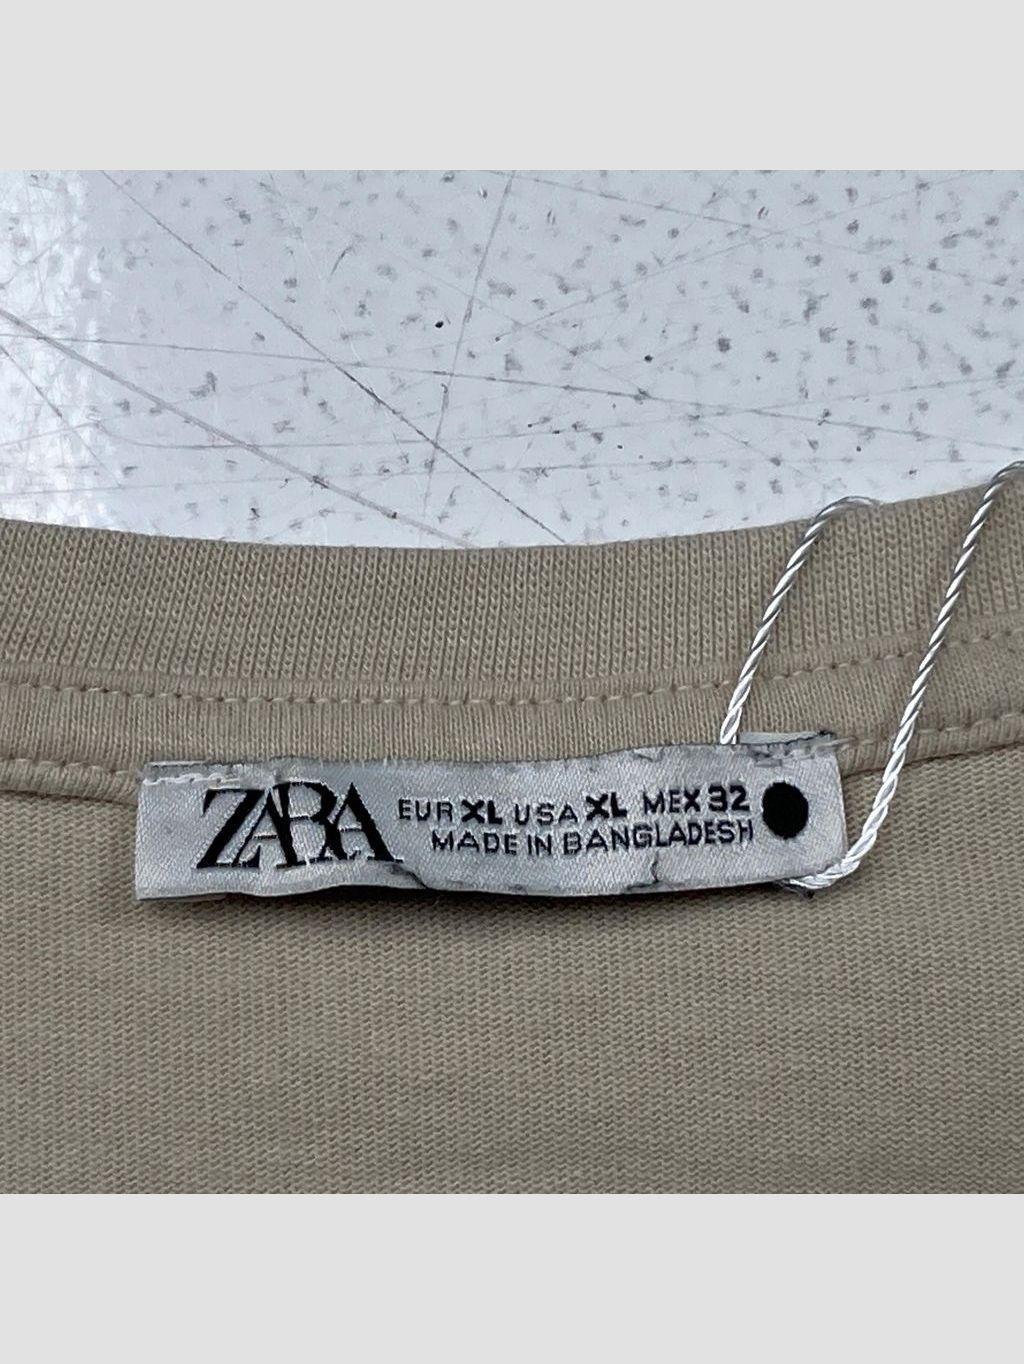 ZARA
EUR XL USA XL MEX 32
MADE IN BANGLADESH